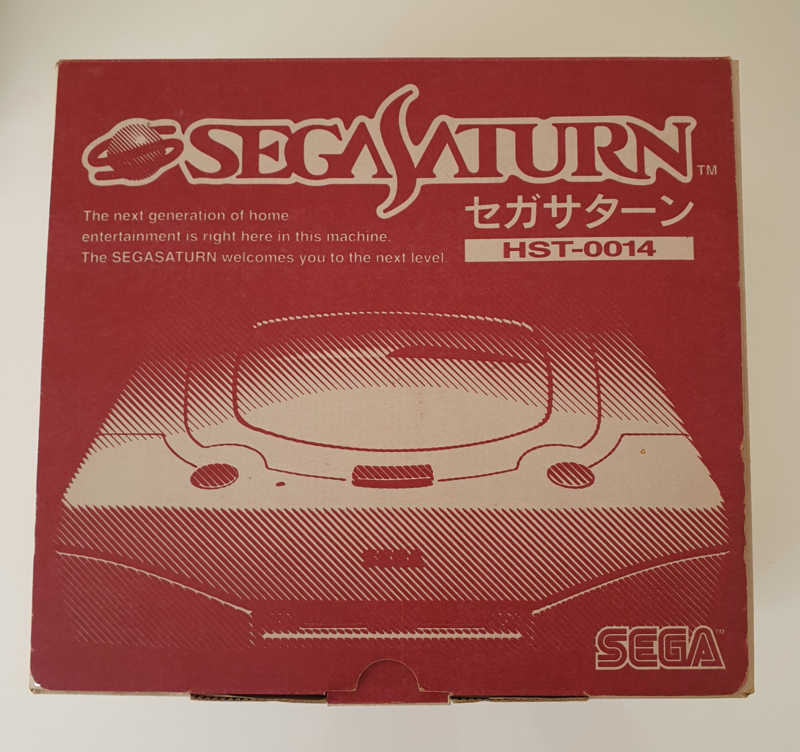 SEGASATURN™
The next generation of home
entertainment is right here in this machine.
The SEGASATURN welcomes you to the next level.
セガサターン
HST-0014
SEGA
SEGA™